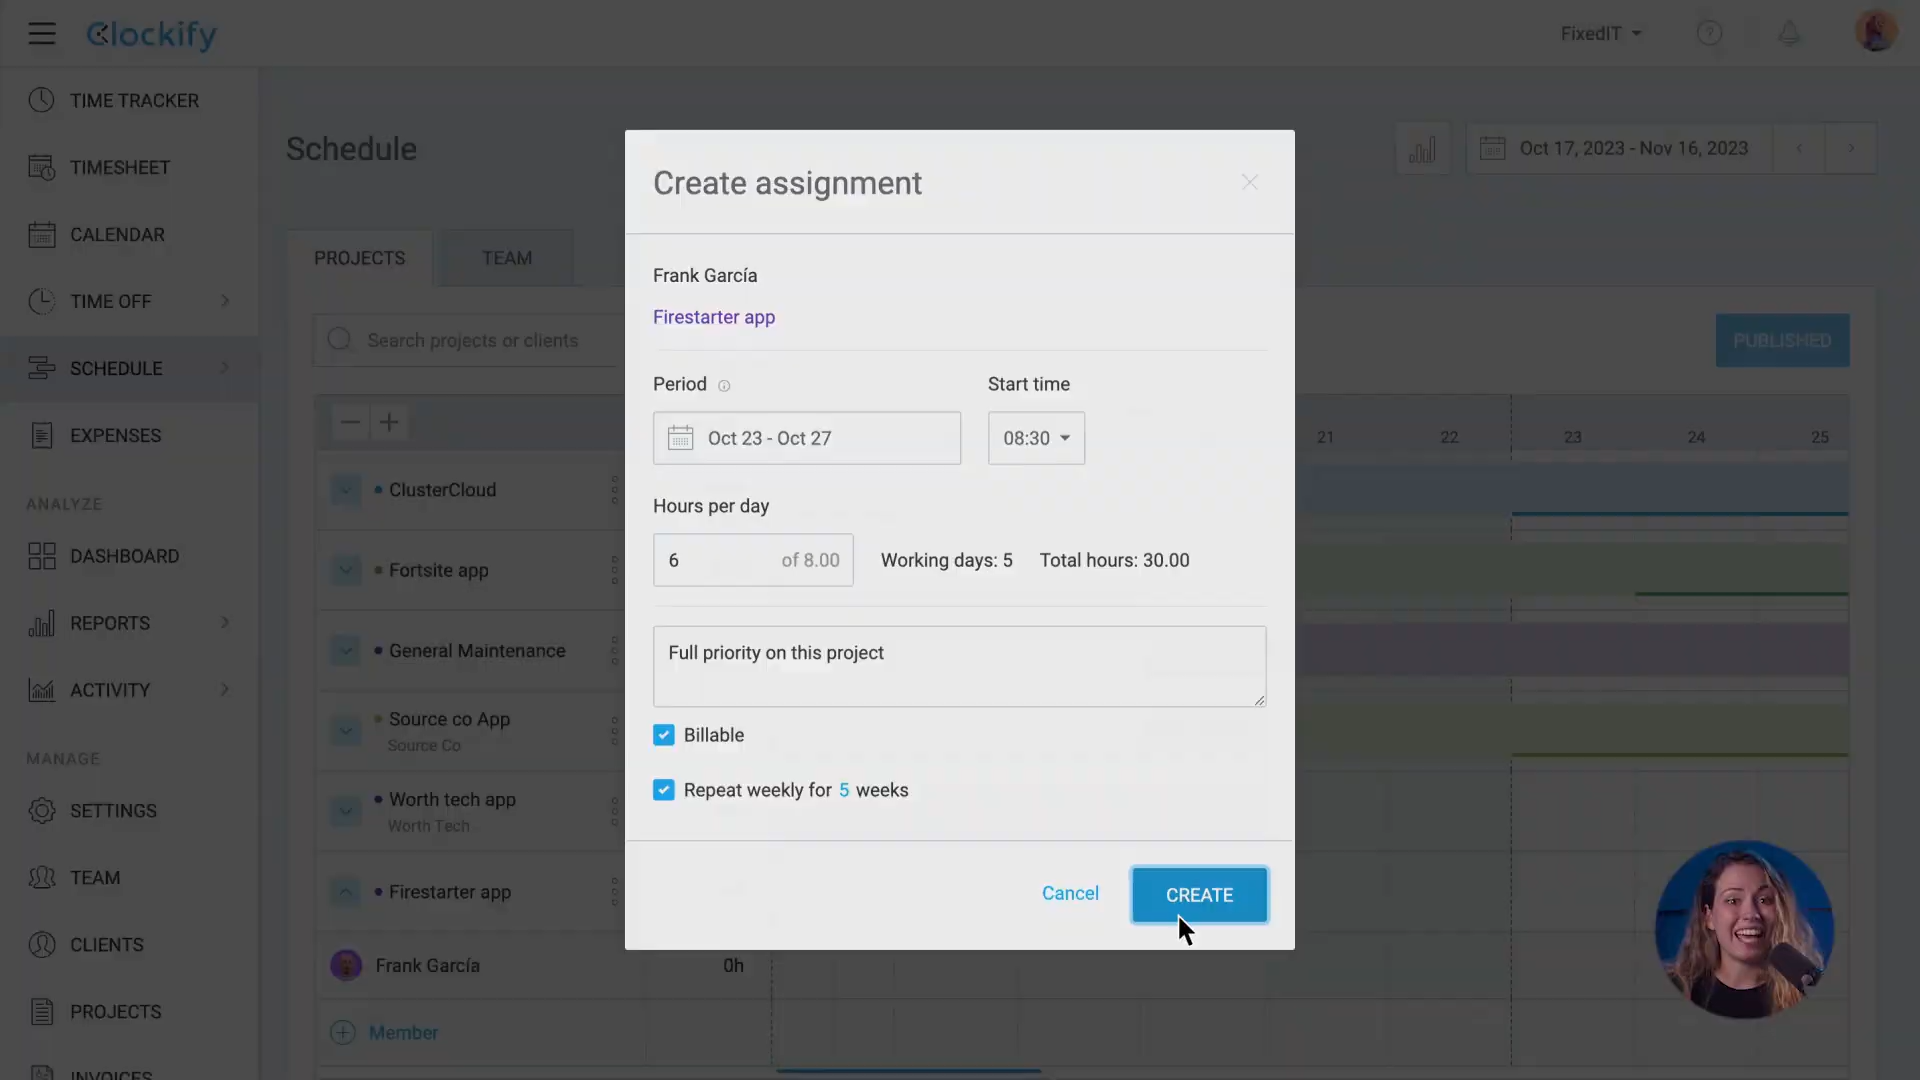 Clockify
FixedIT
TIME TRACKER
TIMESHEET
CALENDAR
TIME OFF
SCHEDULE
EXPENSES
ANALYZE
DASHBOARD
REPORTS
ACTIVITY
MANAGE
SETTINGS
TEAM
CLIENTS
PROJECTS
INVOICES
Schedule
Oct 17, 2023 - Nov 16, 2023
PROJECTS
TEAM
Search projects or clients
PUBLISHED
21 22 23 24 25
ClusterCloud
Fortsite app
General Maintenance
Source co App
Source Co
Worth tech app
Worth Tech
Firestarter app
Frank García 0h
Member
Create assignment
Frank García
Firestarter app
Period
Start time
Oct 23 - Oct 27
08:30
Hours per day
6 of 8.00 Working days: 5 Total hours: 30.00
Full priority on this project
Billable
Repeat weekly for 5 weeks
Cancel
CREATE